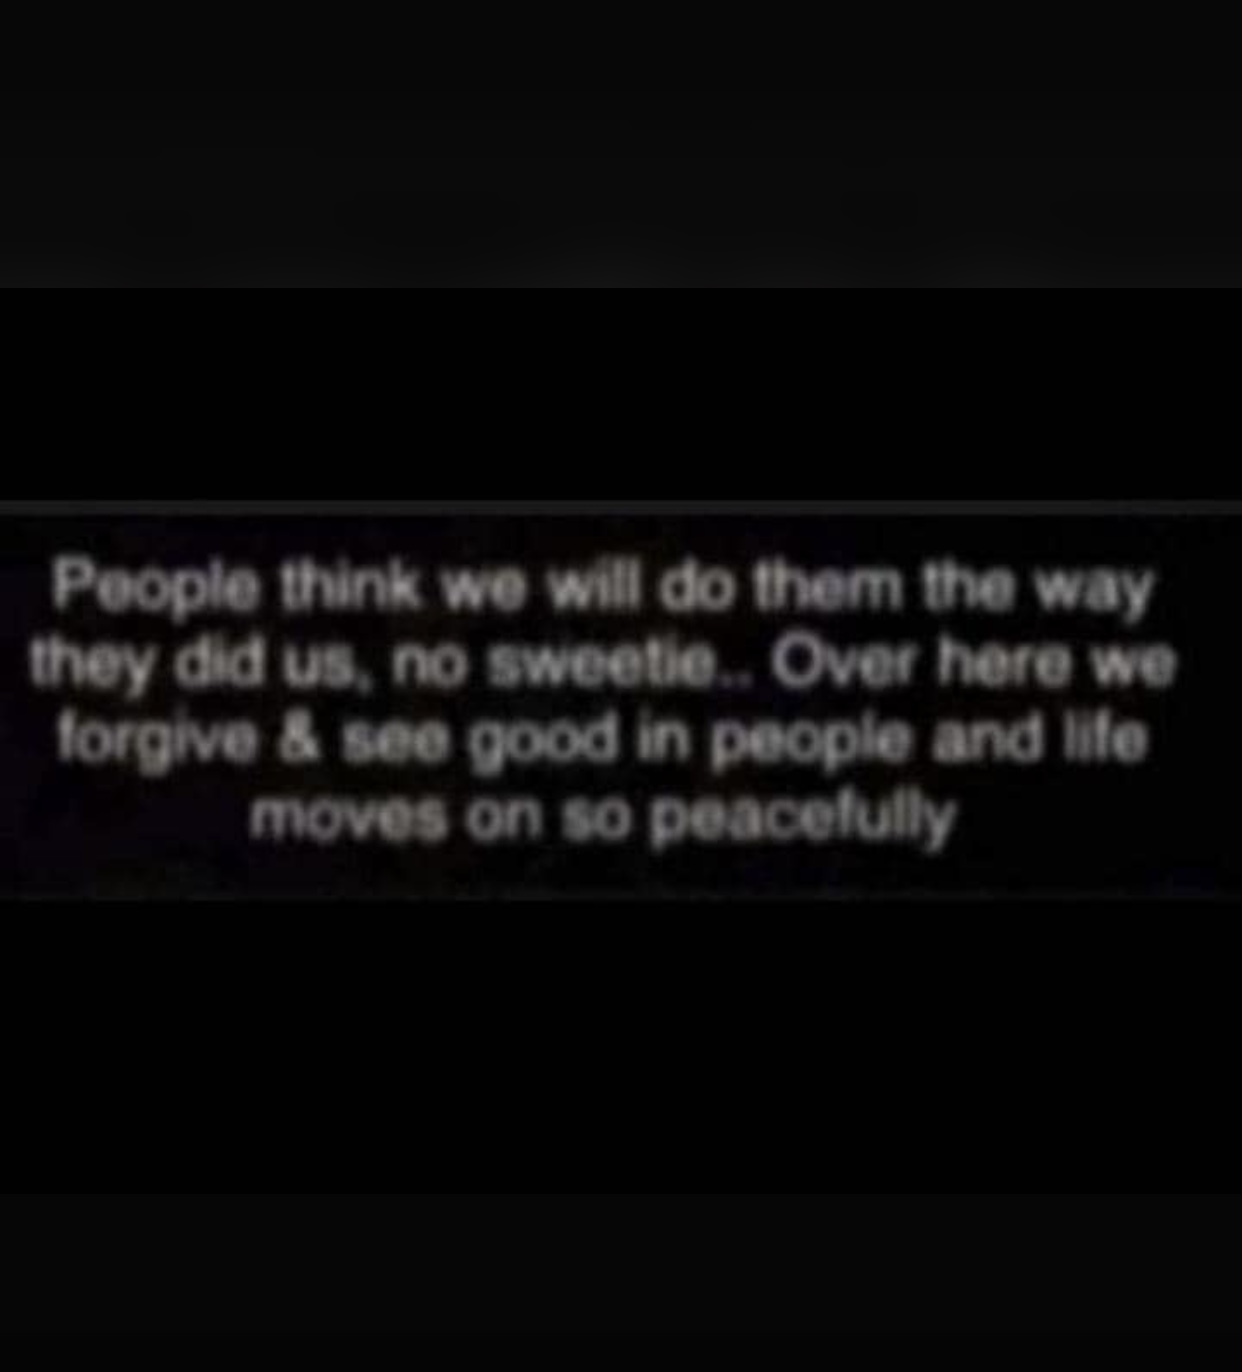 People think we will do them the way
they did us, no sweetie.. Over here we
forgive & see good in people and life
moves on so peacefully